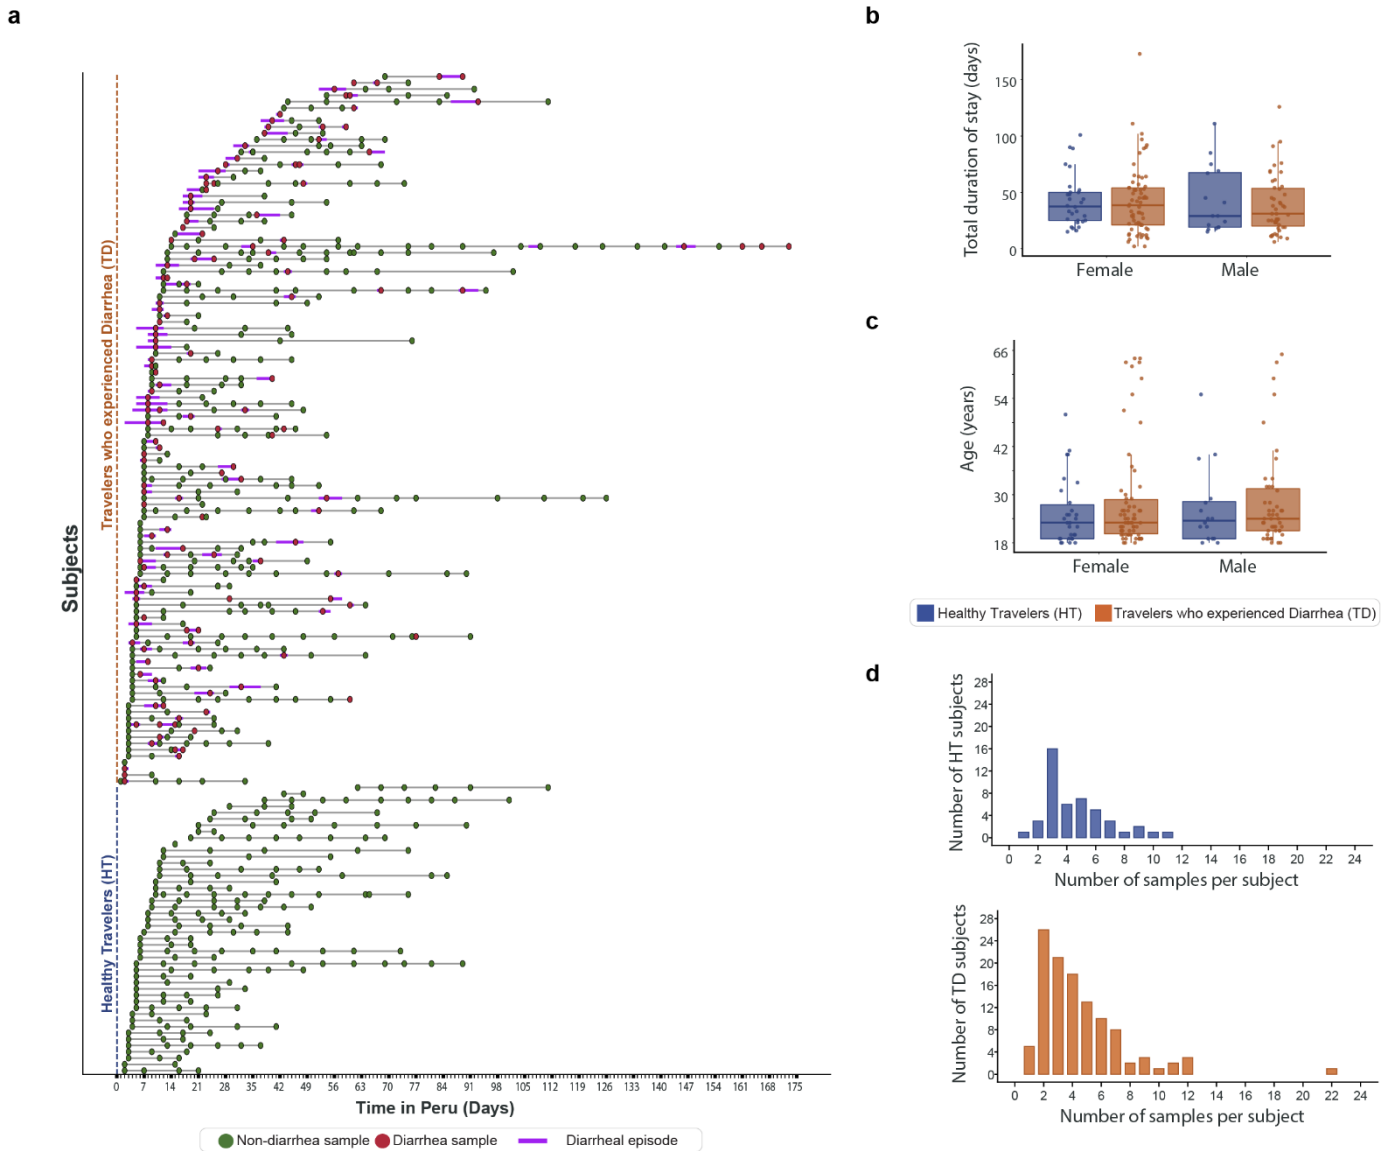 a
Travelers who experienced Diarrhea (TD)
Healthy Travelers (HT)
Subjects
0 7 14 21 28 35 42 49 56 63 70 77 84 91 98 105 112 119 126 133 140 147 154 161 168 175
Time in Peru (Days)
Non-diarrhea sample Diarrhea sample Diarrheal episode
b
Total duration of stay (days)
150
100
50
0
Female Male
c
Age (years)
66
54
42
30
18
Female Male
Healthy Travelers (HT) Travelers who experienced Diarrhea (TD)
d
Number of HT subjects
28
24
20
16
12
8
4
0
0 2 4 6 8 10 12 14 16 18 20 22 24
Number of samples per subject
Number of TD subjects
28
24
20
16
12
8
4
0
0 2 4 6 8 10 12 14 16 18 20 22 24
Number of samples per subject